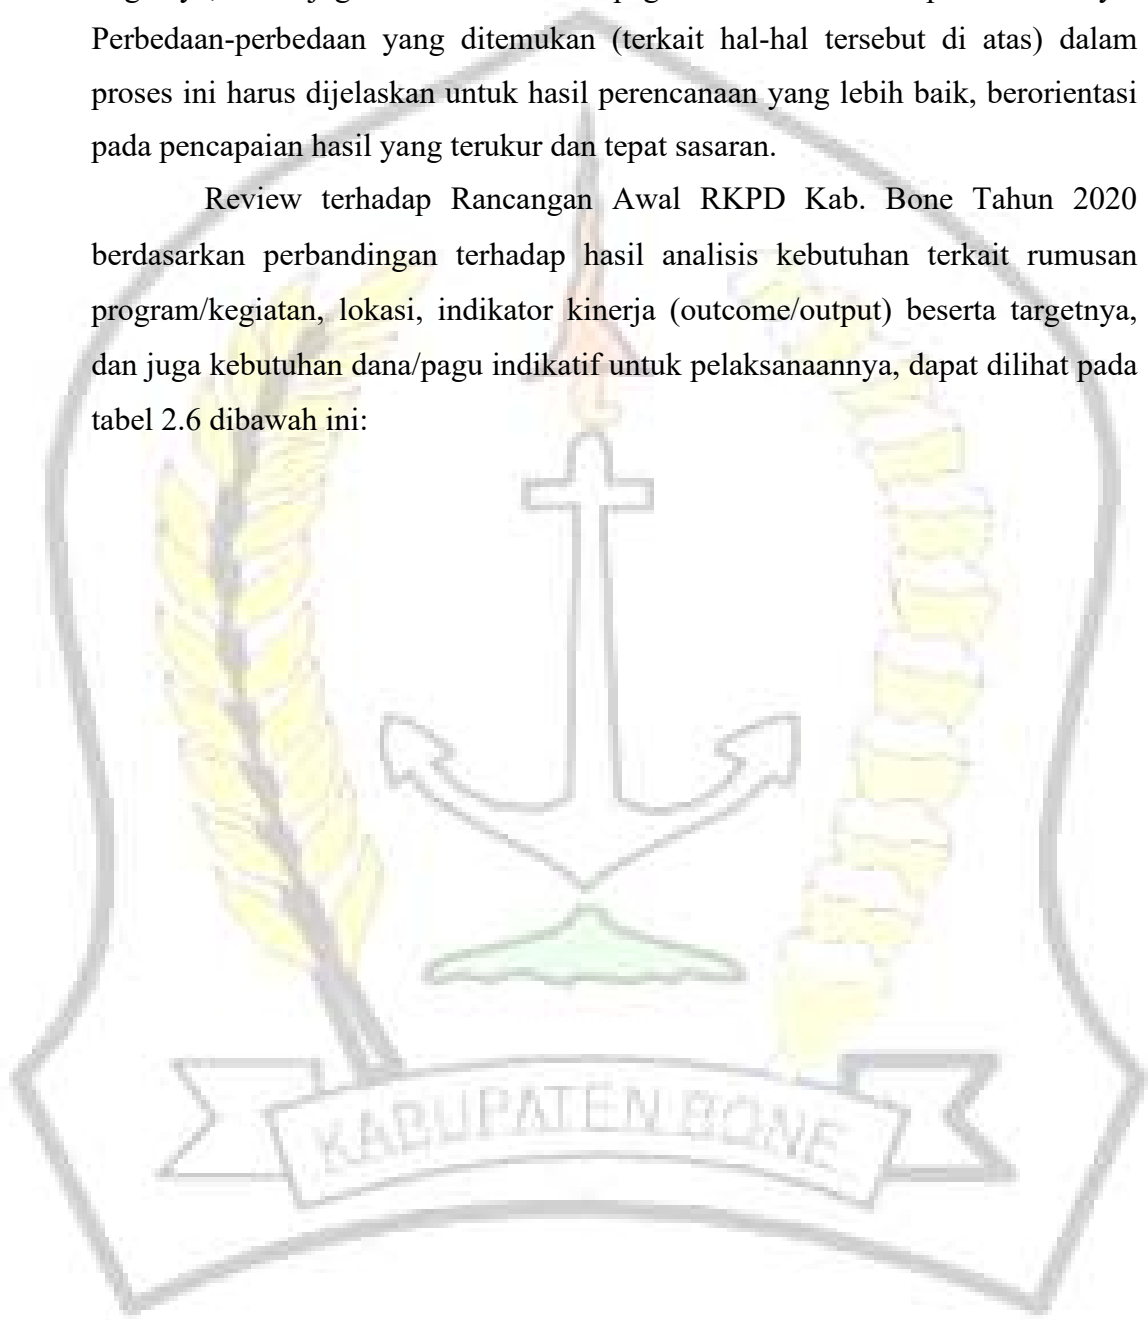 Perbedaan-perbedaan yang ditemukan (terkait hal-hal tersebut di atas) dalam
proses ini harus dijelaskan untuk hasil perencanaan yang lebih baik, berorientasi
pada pencapaian hasil yang terukur dan tepat sasaran.
Review terhadap Rancangan Awal RKPD Kab. Bone Tahun 2020
berdasarkan perbandingan terhadap hasil analisis kebutuhan terkait rumusan
program/kegiatan, lokasi, indikator kinerja (outcome/output) beserta targetnya,
dan juga kebutuhan dana/pagu indikatif untuk pelaksanaannya, dapat dilihat pada
tabel 2.6 dibawah ini:
KABUPATEN BONE